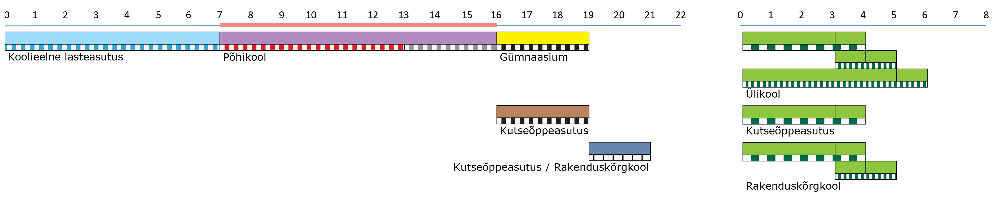 0 1 2 3 4 5 6 7 8 9 10 11 12 13 14 15 16 17 18 19 20 21 22
0 1 2 3 4 5 6 7 8
Koolieelne lasteasutus
Põhikool
Gümnaasium
Kutseõppeasutus
Kutseõppeasutus / Rakenduskõrgkool
Ülikool
Kutseõppeasutus
Rakenduskõrgkool